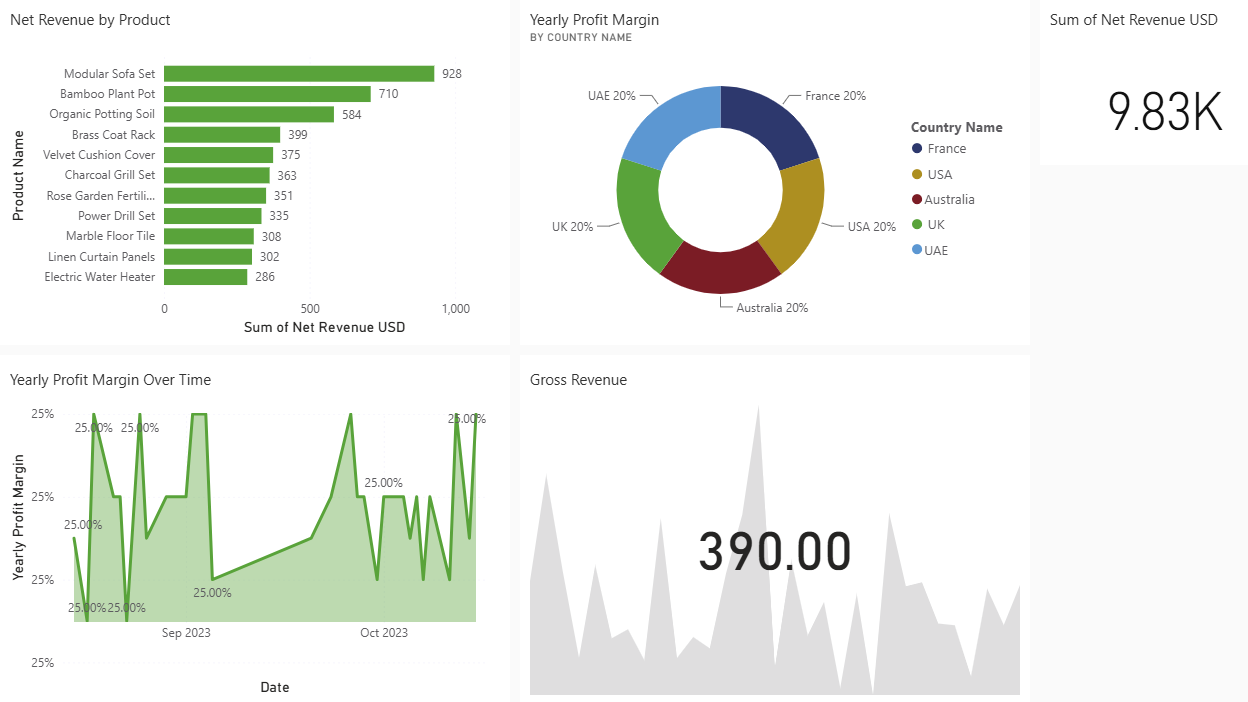 Net Revenue by Product
Product Name
Modular Sofa Set 928
Bamboo Plant Pot 710
Organic Potting Soil 584
Brass Coat Rack 399
Velvet Cushion Cover 375
Charcoal Grill Set 363
Rose Garden Fertili... 351
Power Drill Set 335
Marble Floor Tile 308
Linen Curtain Panels 302
Electric Water Heater 286
0 500 1,000
Sum of Net Revenue USD
Yearly Profit Margin
BY COUNTRY NAME
UAE 20%
France 20%
UK 20%
USA 20%
Australia 20%
Country Name
France
USA
Australia
UK
UAE
Sum of Net Revenue USD
9.83K
Yearly Profit Margin Over Time
Yearly Profit Margin
25%
25%
25%
25%
25.00%
25.00%
25.00%
25.00%
25.00%
25.00%
25.00%
25.00%
Sep 2023 Oct 2023
Date
Gross Revenue
390.00